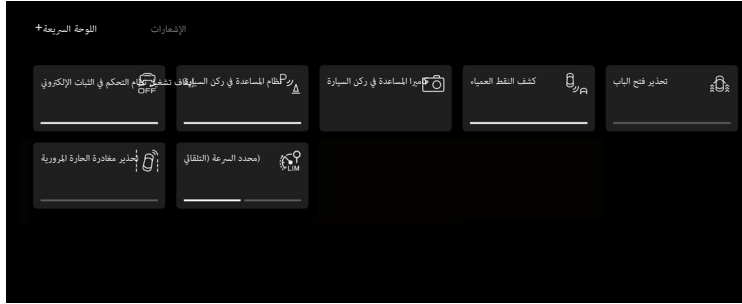 الإشعارات
اللوحة السريعة+
تحذير فتح الباب
كشف النقط العمياء
كاميرا المساعدة في ركن السيارة
نظام المساعدة في ركن السيارة
إيقاف تشغيل نظام التحكم في الثبات الإلكتروني
P
OFF
(محدد السرعة (التلقائي
LIM
تحذير مغادرة الحارة المرورية